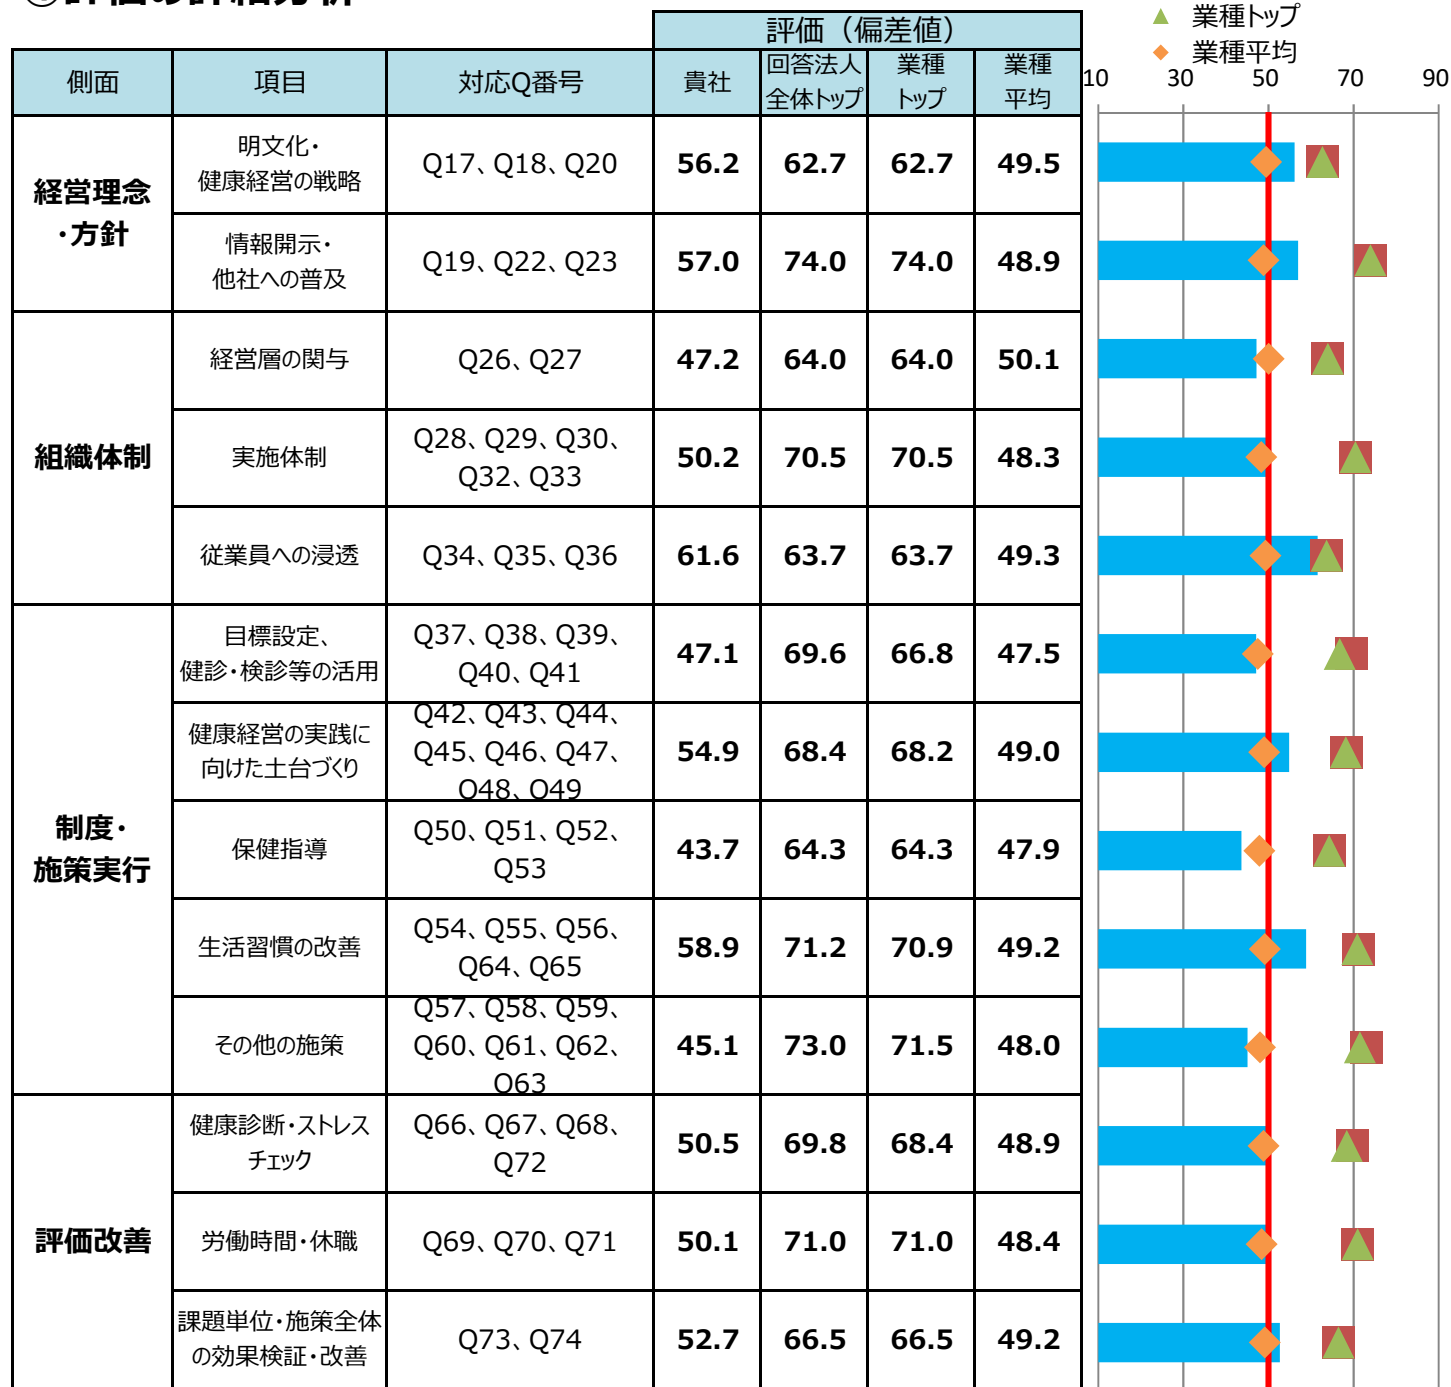 評価（偏差値）
▲ 業種トップ
◆ 業種平均
側面 項目 対応Q番号 貴社 回答法人 業種 業種
全体トップ トップ 平均
10 30 50 70 90
経営理念
・方針
明文化・
健康経営の戦略
Q17、Q18、Q20 56.2 62.7 62.7 49.5
情報開示・
他社への普及
Q19、Q22、Q23 57.0 74.0 74.0 48.9
組織体制
経営層の関与 Q26、Q27 47.2 64.0 64.0 50.1
実施体制
Q28、Q29、Q30、
Q32、Q33
50.2 70.5 70.5 48.3
従業員への浸透 Q34、Q35、Q36 61.6 63.7 63.7 49.3
制度・
施策実行
目標設定、
健診・検診等の活用
Q37、Q38、Q39、
Q40、Q41
47.1 69.6 66.8 47.5
健康経営の実践に
向けた土台づくり
Q42、Q43、Q44、
Q45、Q46、Q47、
Q48、Q49
54.9 68.4 68.2 49.0
保健指導
Q50、Q51、Q52、
Q53
43.7 64.3 64.3 47.9
生活習慣の改善
Q54、Q55、Q56、
Q64、Q65
58.9 71.2 70.9 49.2
その他の施策
Q57、Q58、Q59、
Q60、Q61、Q62、
Q63
45.1 73.0 71.5 48.0
評価改善
健康診断・ストレス
チェック
Q66、Q67、Q68、
Q72
50.5 69.8 68.4 48.9
労働時間・休職 Q69、Q70、Q71 50.1 71.0 71.0 48.4
課題単位・施策全体
の効果検証・改善
Q73、Q74 52.7 66.5 66.5 49.2